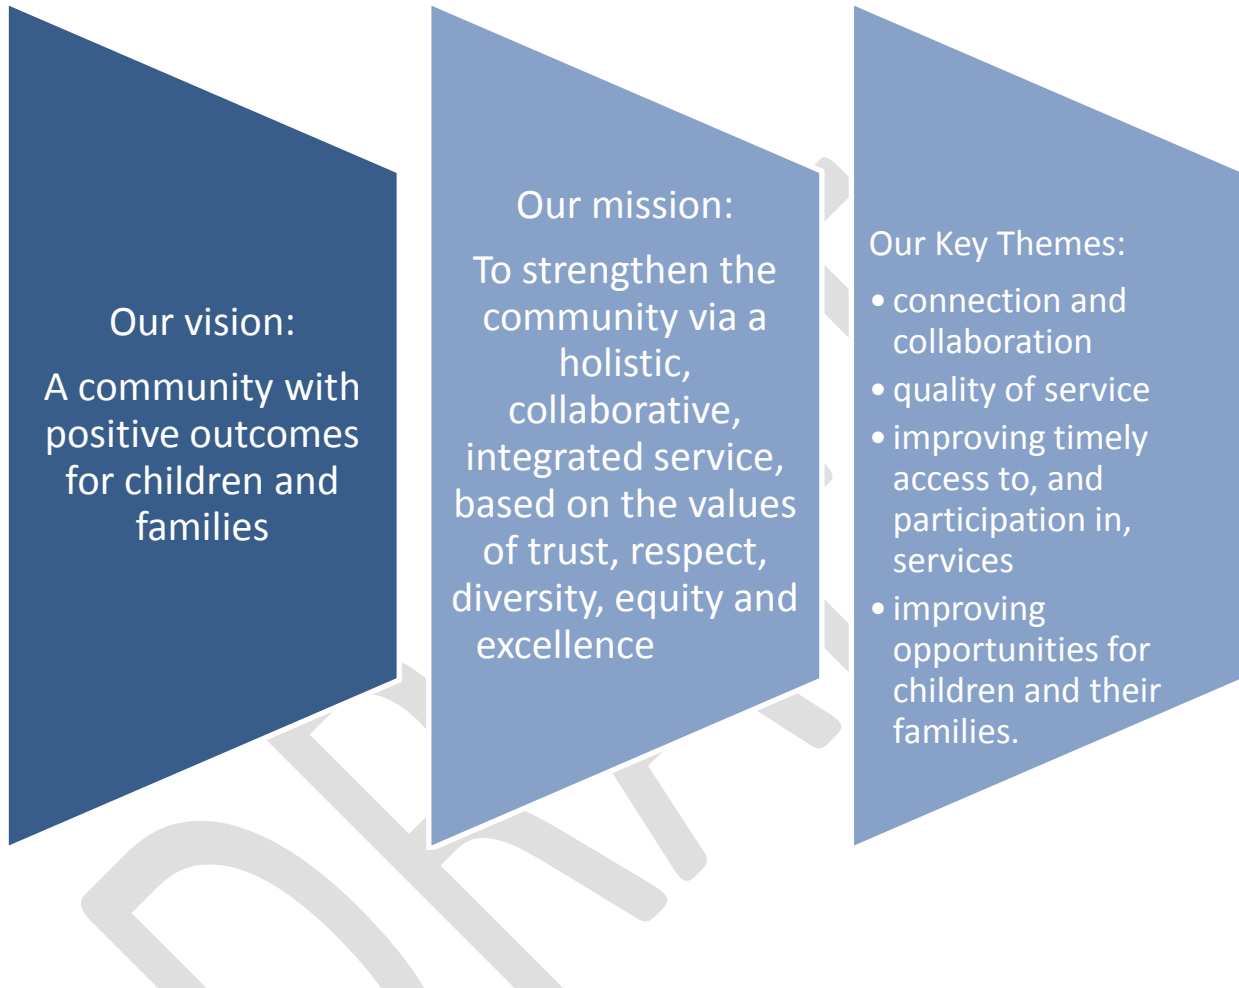 Our vision:
A community with
positive outcomes
for children and
families
Our mission:
To strengthen the
community via a
holistic,
collaborative,
integrated service,
based on the values
of trust, respect,
diversity, equity and
excellence
Our Key Themes:
• connection and
collaboration
• quality of service
• improving timely
access to, and
participation in,
services
• improving
opportunities for
children and their
families.